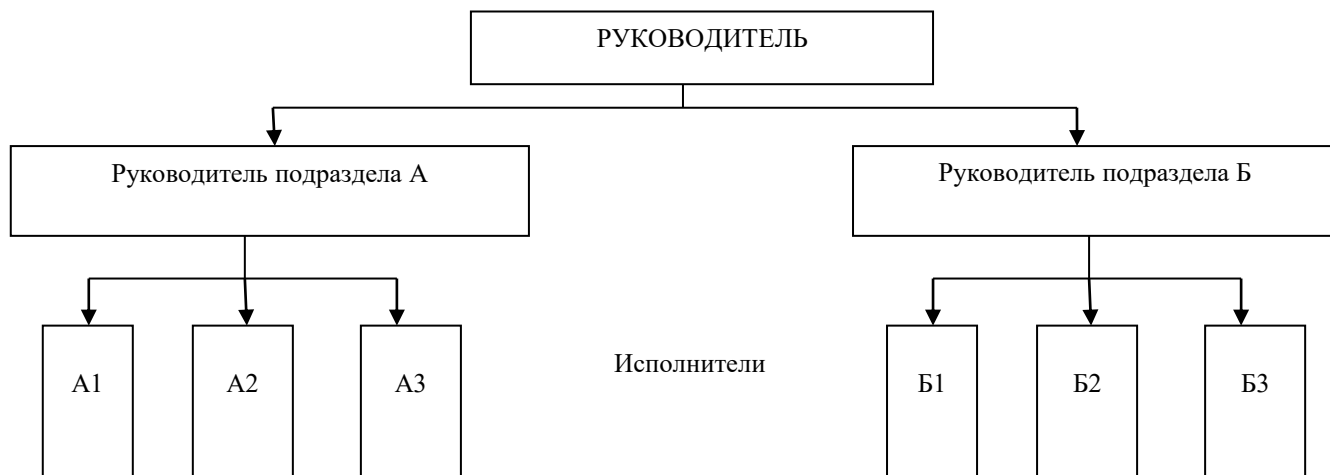 РУКОВОДИТЕЛЬ
Руководитель подраздела А
Руководитель подраздела Б
А1
А2
А3
Исполнители
Б1
Б2
Б3